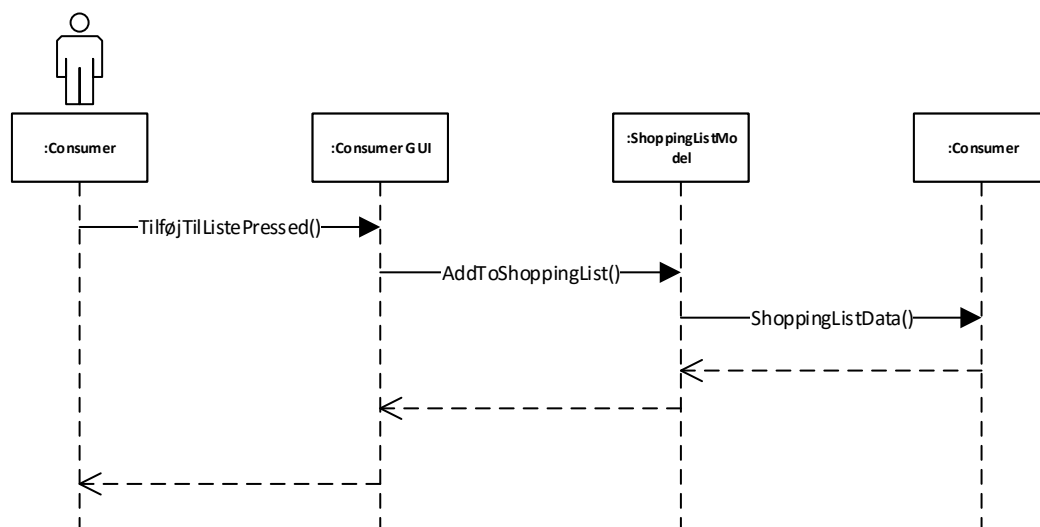 :Consumer
:Consumer GUI
:ShoppingListMo
del
:Consumer
TilføjTilListePressed()
AddToShoppingList()
ShoppingListData()